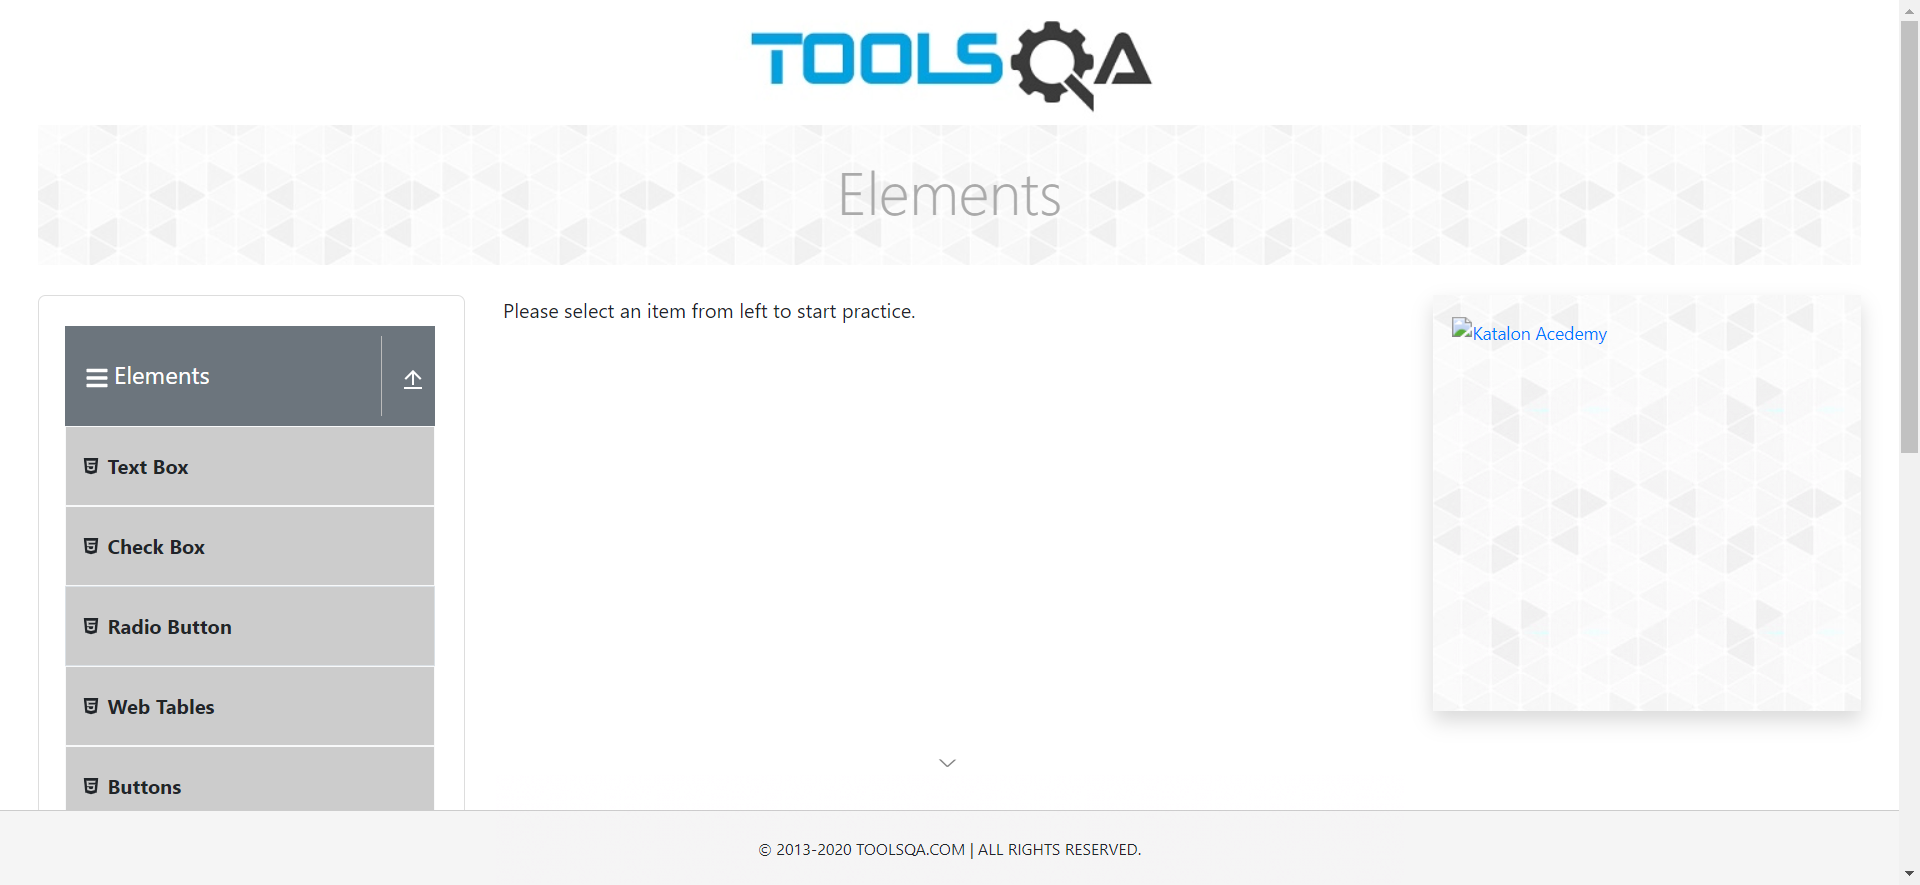 TOOLSQA
Elements
Please select an item from left to start practice.
Katalon Acedemy
Elements
Text Box
Check Box
Radio Button
Web Tables
Buttons
© 2013-2020 TOOLSQA.COM | ALL RIGHTS RESERVED.